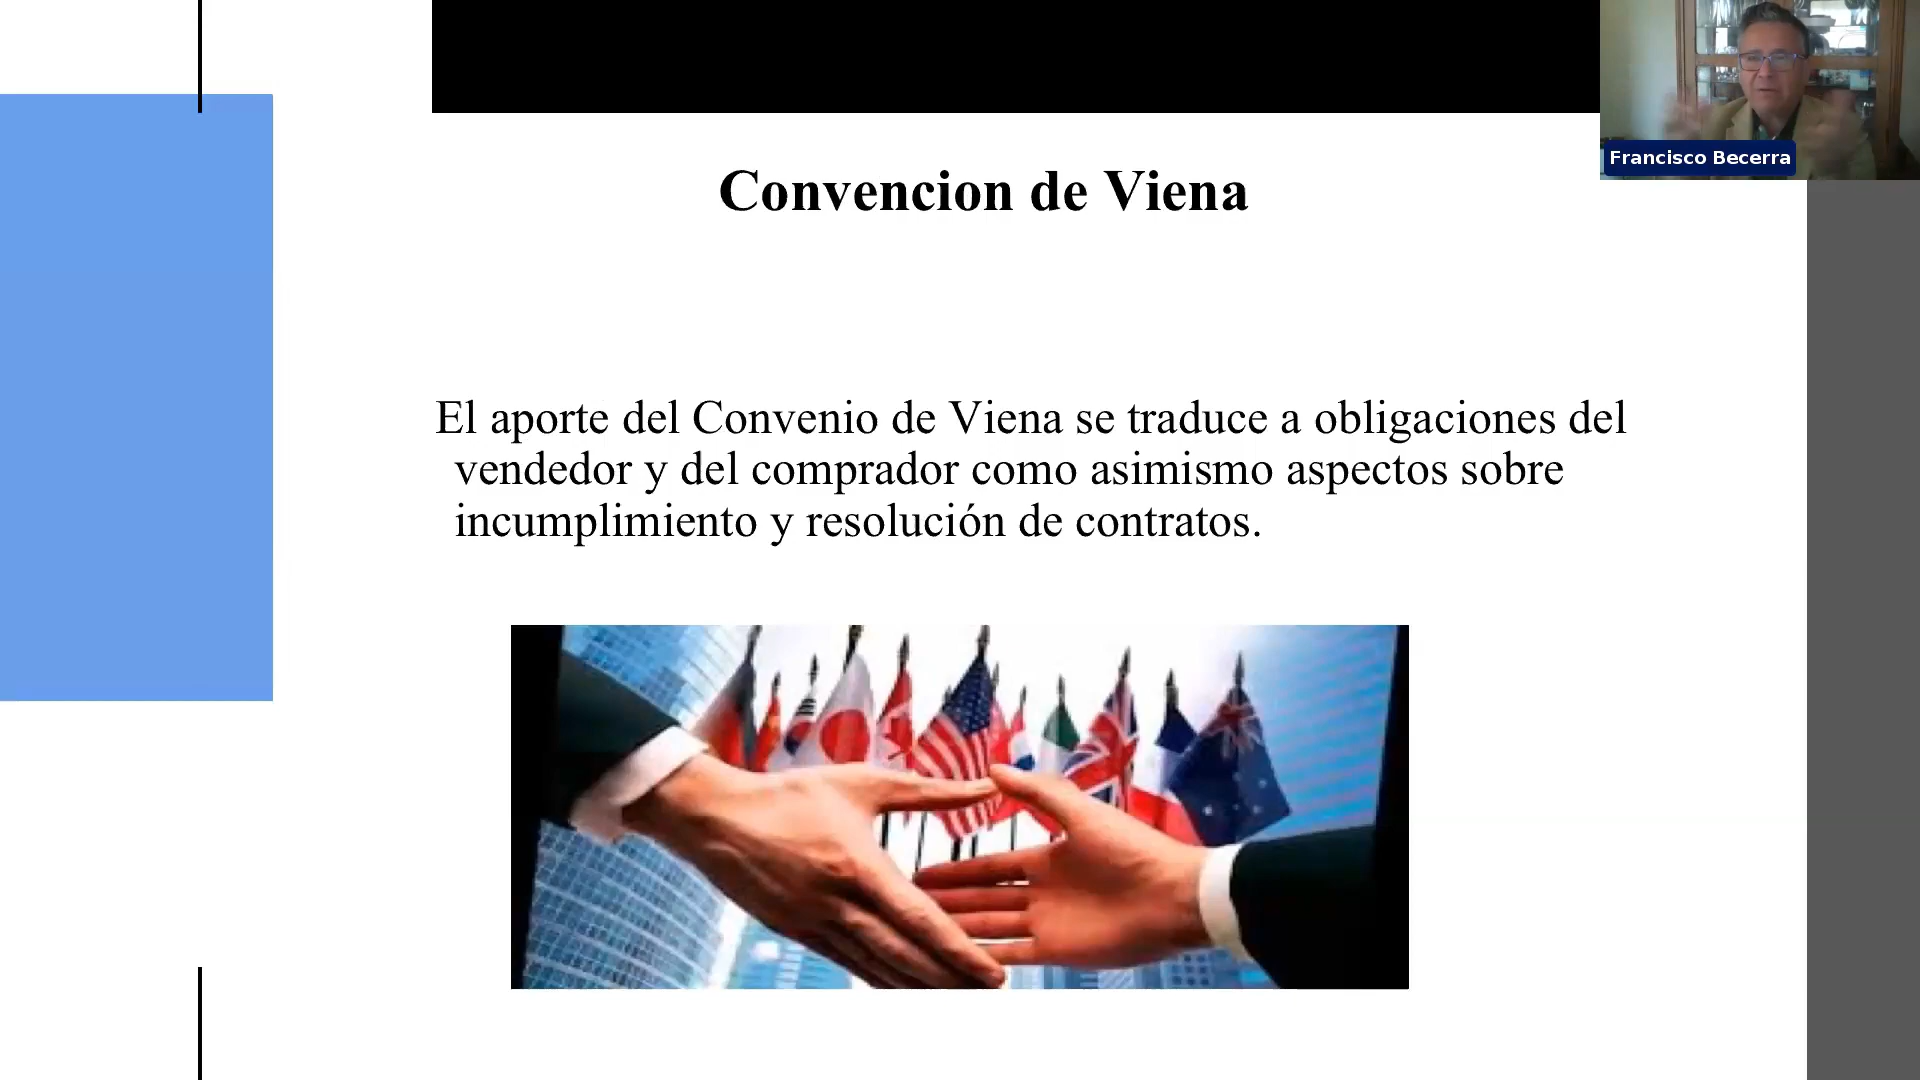 Francisco Becerra
Convencion de Viena
El aporte del Convenio de Viena se traduce a obligaciones del
vendedor y del comprador como asimismo aspectos sobre
incumplimiento y resolución de contratos.